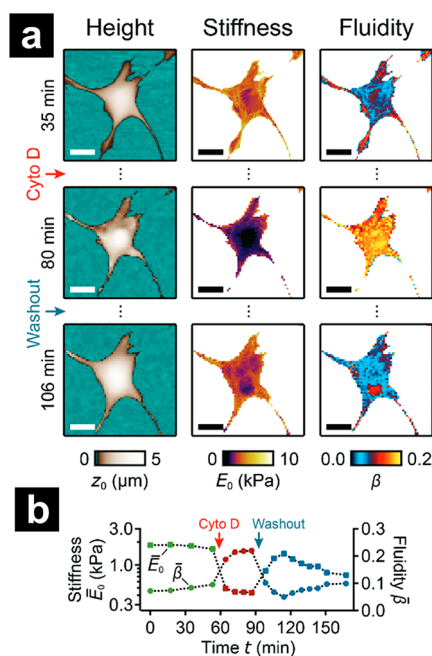 a
Height Stiffness Fluidity
35 min
Cyto D
80 min
Washout
106 min
0 5 0 10 0.0 0.2
z₀ (µm) E₀ (kPa) β
b
Cyto D Washout
3.0 0.3
1.0 0.2
0.1
0.3 0.0
Stiffness
Ē₀ (kPa)
Ē₀
β̄
Fluidity β̄
0 30 60 90 120 150
Time t (min)